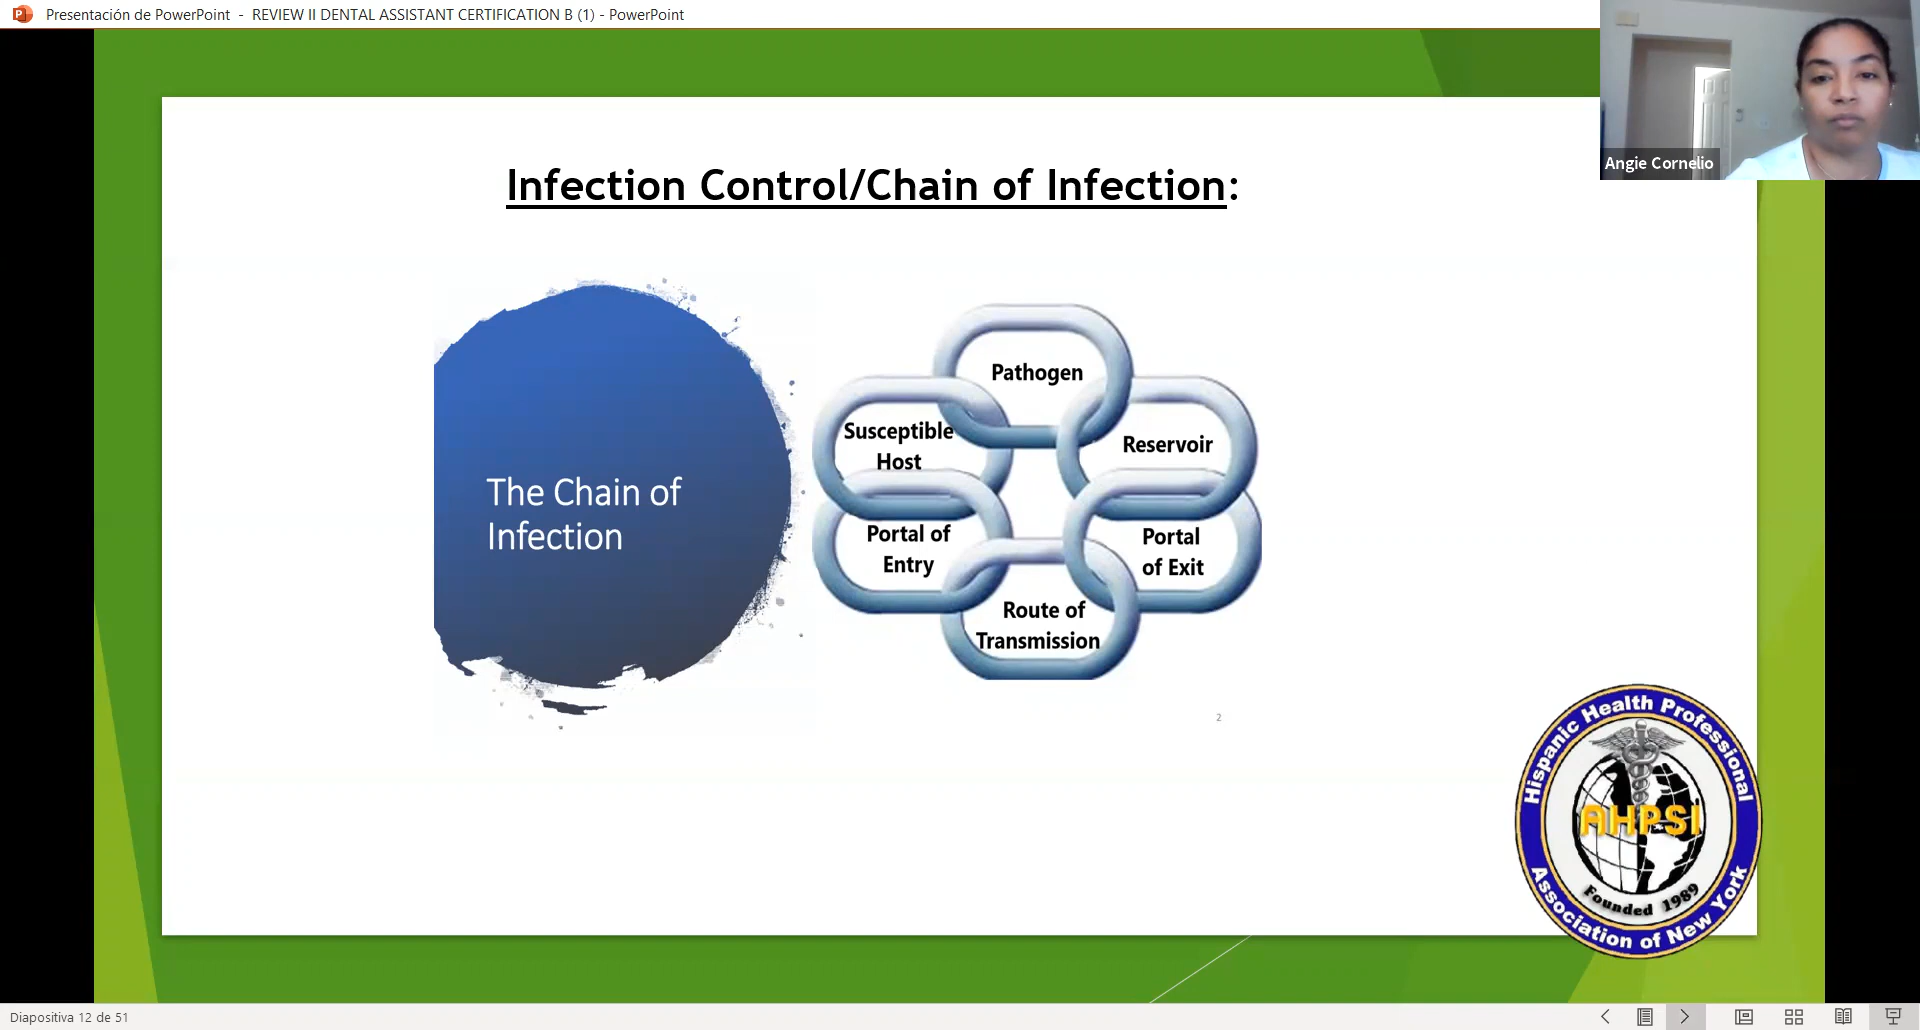 Presentación de PowerPoint - REVIEW II DENTAL ASSISTANT CERTIFICATION B (1) - PowerPoint
Angie Cornelio
Infection Control/Chain of Infection:
The Chain of
Infection
Pathogen
Susceptible
Host
Reservoir
Portal of
Entry
Portal
of Exit
Route of
Transmission
2
Hispanic Health Professional
AHPSI
Founded 1989
Association of New York
Diapositiva 12 de 51